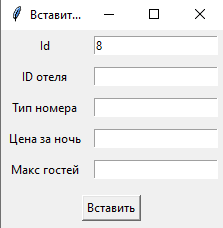 Вставит...
Id 8
ID отеля
Тип номера
Цена за ночь
Макс гостей
Вставить